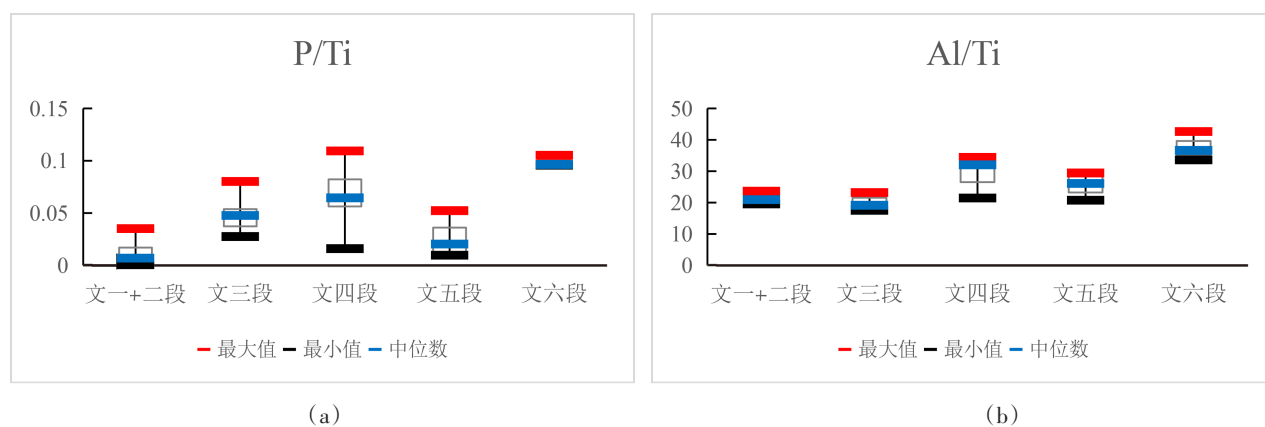 P/Ti
0.15
0.1
0.05
0
文一+二段 文三段 文四段 文五段 文六段
最大值 最小值 中位数
(a)
Al/Ti
50
40
30
20
10
0
文一+二段 文三段 文四段 文五段 文六段
最大值 最小值 中位数
(b)